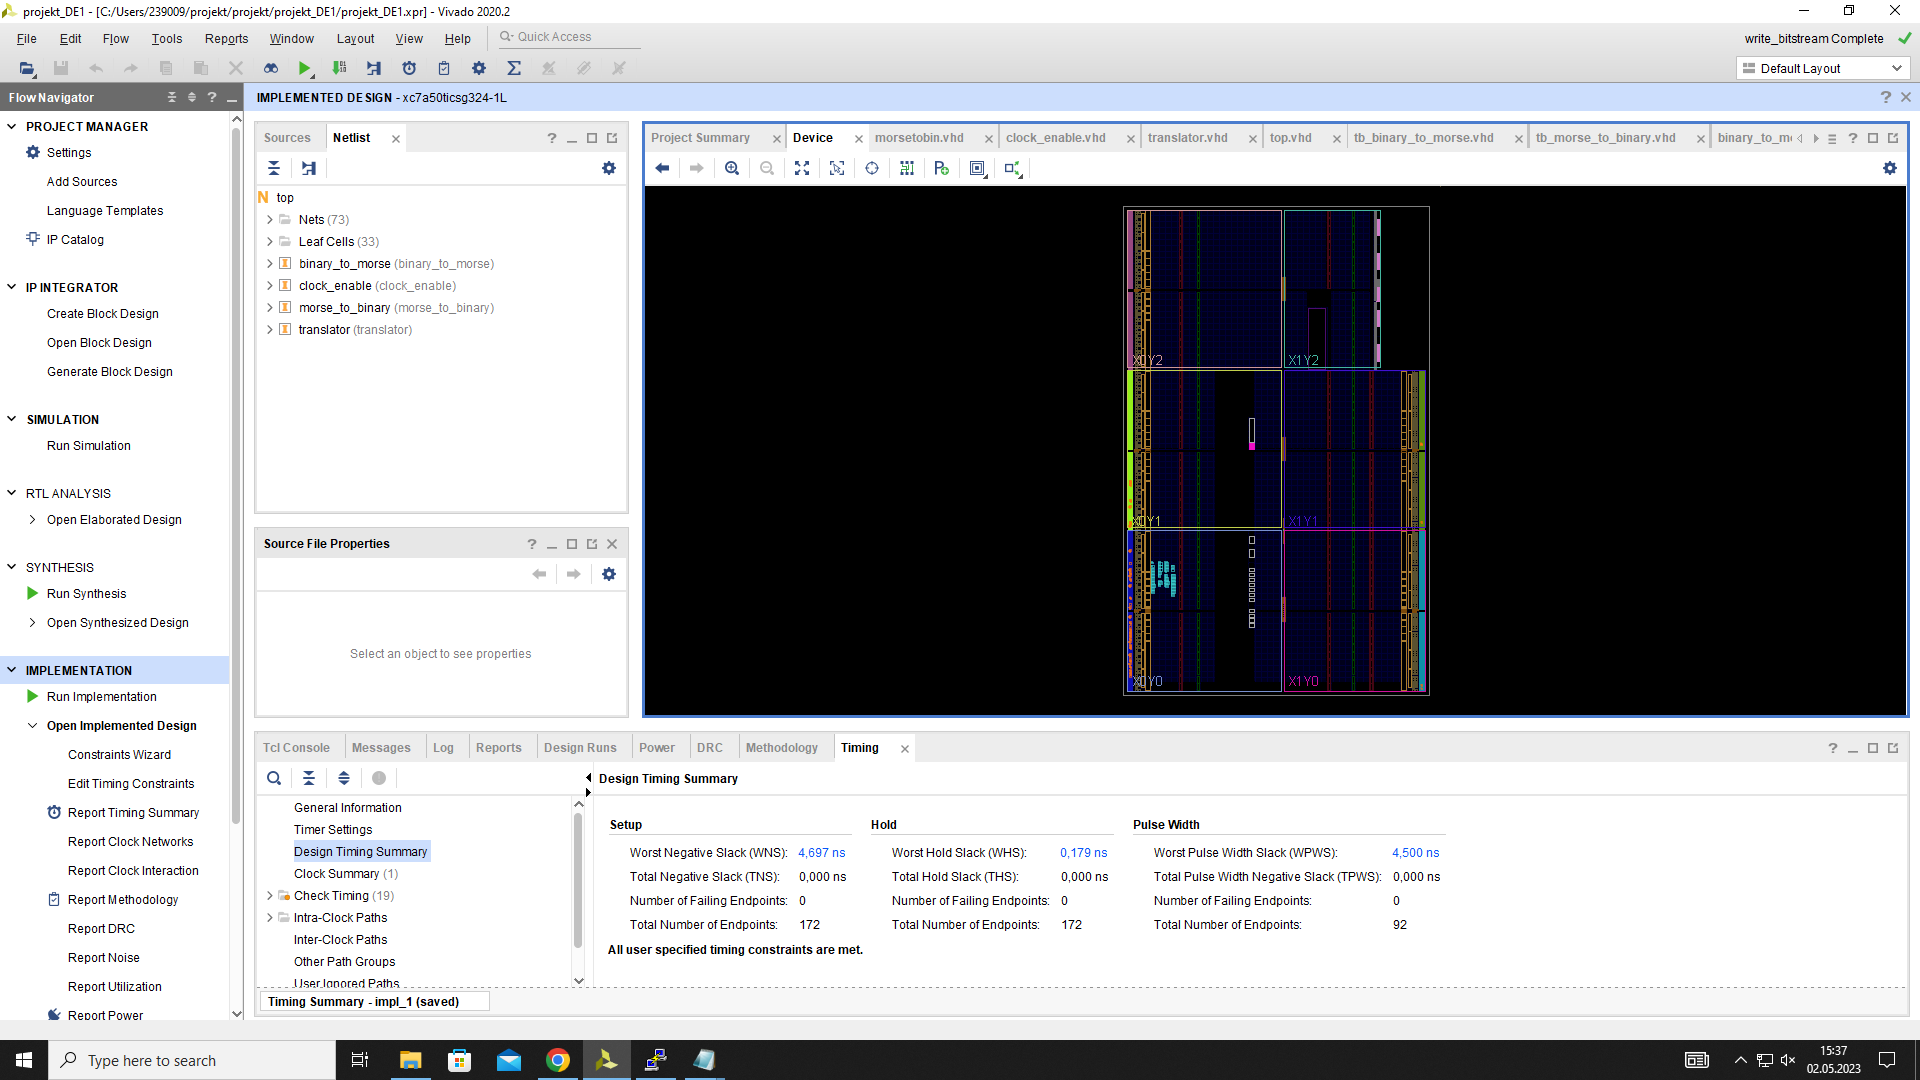 projekt_DE1 - [C:/Users/239009/projekt/projekt/projekt_DE1/projekt_DE1.xpr] - Vivado 2020.2
File Edit Flow Tools Reports Window Layout View Help Quick Access
write_bitstream Complete
Default Layout
Flow Navigator
PROJECT MANAGER
Settings
Add Sources
Language Templates
IP Catalog
IP INTEGRATOR
Create Block Design
Open Block Design
Generate Block Design
SIMULATION
Run Simulation
RTL ANALYSIS
Open Elaborated Design
SYNTHESIS
Run Synthesis
Open Synthesized Design
IMPLEMENTATION
Run Implementation
Open Implemented Design
Constraints Wizard
Edit Timing Constraints
Report Timing Summary
Report Clock Networks
Report Clock Interaction
Report Methodology
Report DRC
Report Noise
Report Utilization
Report Power
IMPLEMENTED DESIGN - xc7a50ticsg324-1L
Sources Netlist
top
Nets (73)
Leaf Cells (33)
binary_to_morse (binary_to_morse)
clock_enable (clock_enable)
morse_to_binary (morse_to_binary)
translator (translator)
Source File Properties
Select an object to see properties
Project Summary Device morsetobin.vhd clock_enable.vhd translator.vhd top.vhd tb_binary_to_morse.vhd tb_morse_to_binary.vhd binary_to_m
X0Y2 X1Y2
X0Y1 X1Y1
X0Y0 X1Y0
Tcl Console Messages Log Reports Design Runs Power DRC Methodology Timing
General Information
Timer Settings
Design Timing Summary
Clock Summary (1)
Check Timing (19)
Intra-Clock Paths
Inter-Clock Paths
Other Path Groups
User Ignored Paths
Design Timing Summary
Setup Hold Pulse Width
Worst Negative Slack (WNS): 4,697 ns Worst Hold Slack (WHS): 0,179 ns Worst Pulse Width Slack (WPWS): 4,500 ns
Total Negative Slack (TNS): 0,000 ns Total Hold Slack (THS): 0,000 ns Total Pulse Width Negative Slack (TPWS): 0,000 ns
Number of Failing Endpoints: 0 Number of Failing Endpoints: 0 Number of Failing Endpoints: 0
Total Number of Endpoints: 172 Total Number of Endpoints: 172 Total Number of Endpoints: 92
All user specified timing constraints are met.
Timing Summary - impl_1 (saved)
Type here to search
15:37
02.05.2023